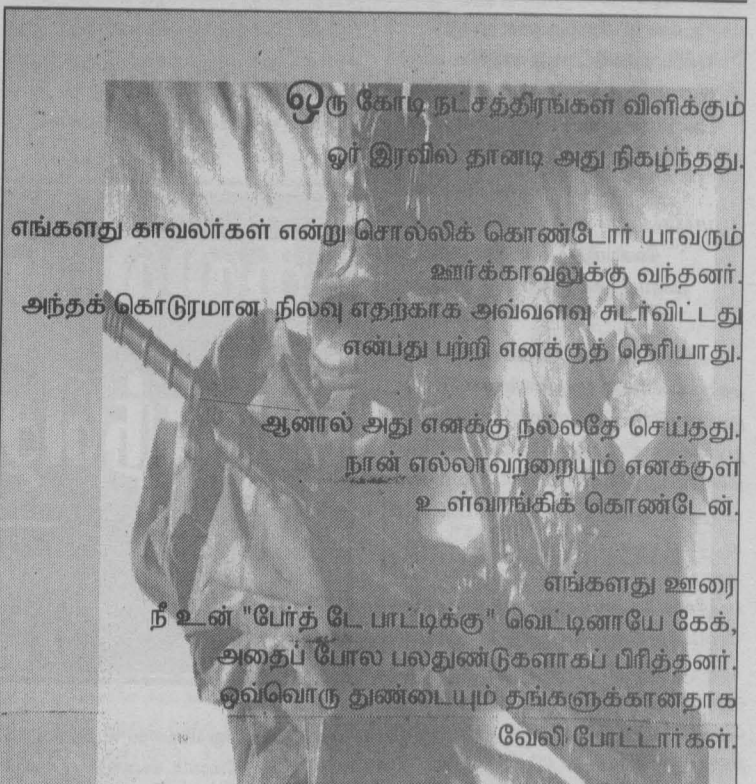 ஒரு கோடி நட்சத்திரங்கள் விளிக்கும்
ஓர் இரவில் தானடி அது நிகழ்ந்தது.
எங்களது காவலர்கள் என்று சொல்லிக் கொண்டோர் யாவரும்
ஊர்க்காவலுக்கு வந்தனர்.
அந்தக் கொடுரமான நிலவு எதற்காக அவ்வளவு சுடர்விட்டது
என்பது பற்றி எனக்குத் தெரியாது.
ஆனால் அது எனக்கு நல்லதே செய்தது.
நான் எல்லாவற்றையும் எனக்குள்
உள்வாங்கிக் கொண்டேன்.
எங்களது ஊரை
நீ உன் "பேர்த் டே பாட்டிக்கு" வெட்டினாயே கேக்,
அதைப் போல பலதுண்டுகளாகப் பிரித்தனர்.
ஒவ்வொரு துண்டையும் தங்களுக்கானதாக
வேலி போட்டார்கள்.